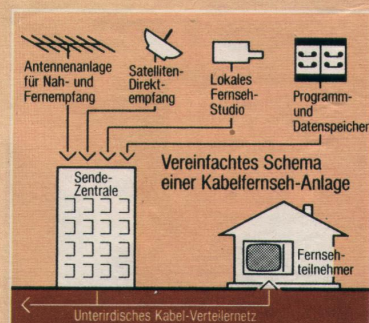 Antennenanlage
für Nah- und
Fernempfang
Satelliten-
Direkt-
empfang
Lokales
Fernseh-
Studio
Programm-
und
Datenspeicher
Vereinfachtes Schema
einer Kabelfernseh-Anlage
Sende-
Zentrale
Fernseh-
teilnehmer
Unterirdisches Kabel-Verteilernetz